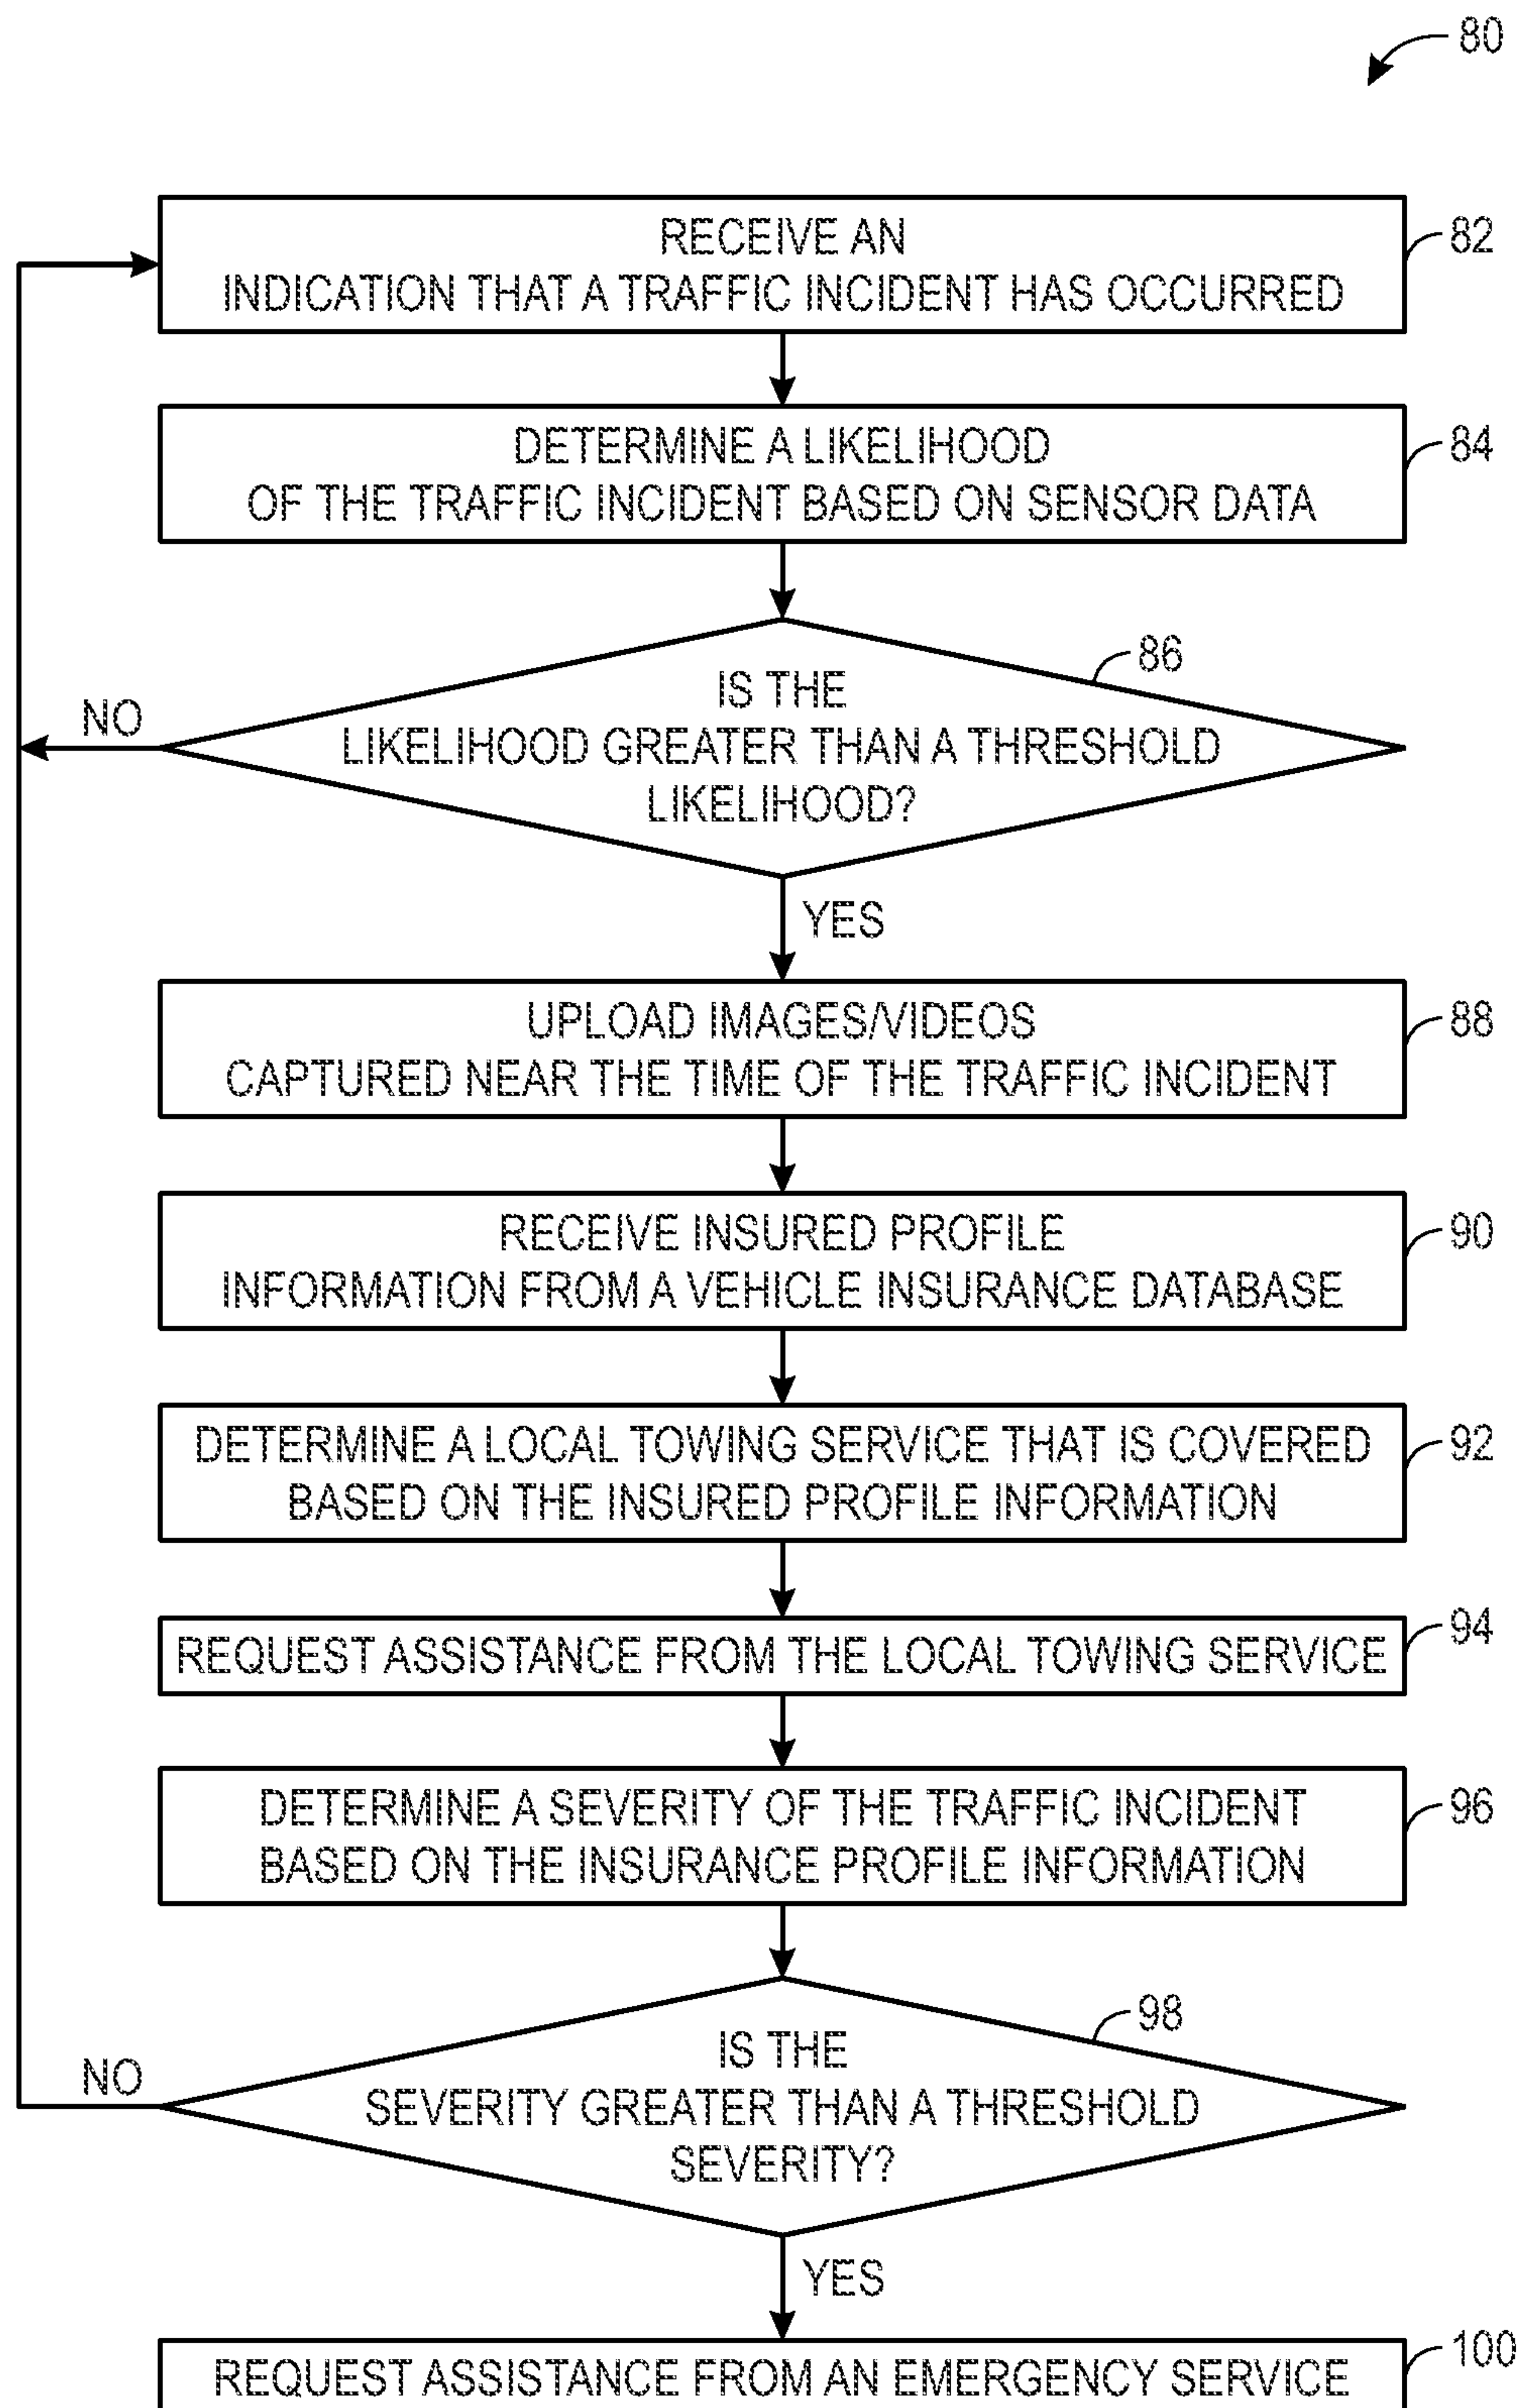 80
RECEIVE AN
INDICATION THAT A TRAFFIC INCIDENT HAS OCCURRED
82
DETERMINE A LIKELIHOOD
OF THE TRAFFIC INCIDENT BASED ON SENSOR DATA
84
86
IS THE
LIKELIHOOD GREATER THAN A THRESHOLD
LIKELIHOOD?
NO
YES
UPLOAD IMAGES/VIDEOS
CAPTURED NEAR THE TIME OF THE TRAFFIC INCIDENT
88
RECEIVE INSURED PROFILE
INFORMATION FROM A VEHICLE INSURANCE DATABASE
90
DETERMINE A LOCAL TOWING SERVICE THAT IS COVERED
BASED ON THE INSURED PROFILE INFORMATION
92
REQUEST ASSISTANCE FROM THE LOCAL TOWING SERVICE
94
DETERMINE A SEVERITY OF THE TRAFFIC INCIDENT
BASED ON THE INSURANCE PROFILE INFORMATION
96
98
IS THE
SEVERITY GREATER THAN A THRESHOLD
SEVERITY?
NO
YES
REQUEST ASSISTANCE FROM AN EMERGENCY SERVICE
100